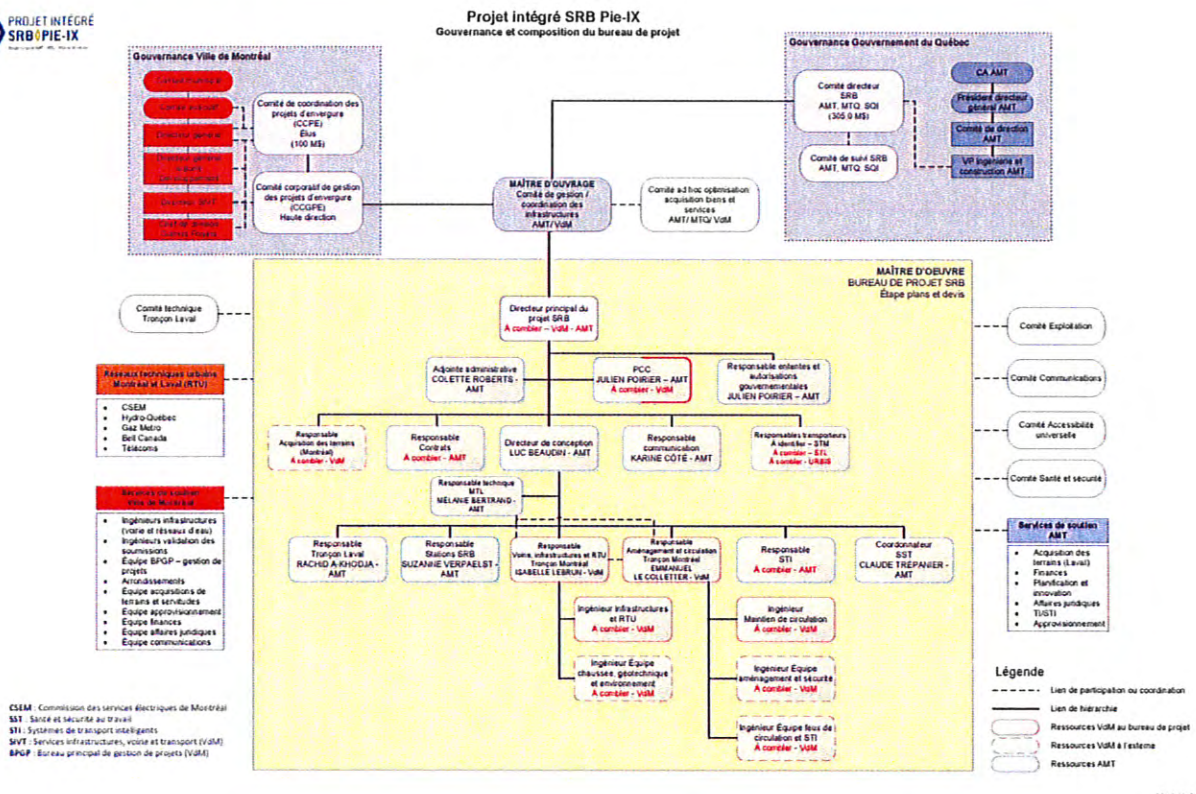 PROJET INTÉGRÉ
SRB PIE-IX
Projet intégré SRB Pie-IX
Gouvernance et composition du bureau de projet
Gouvernance Ville de Montréal
Comité de coordination des
projets d'envergure
(CCPE)
Élus
(100 M$)
Comité corporatif de gestion
des projets d'envergure
(CCGPE)
Haute direction
Directeur général
MAÎTRE D'OUVRAGE
Comité de gestion /
coordination des
infrastructures
AMT/VdM
Comité ad hoc optimisation
acquisition biens et
services
AMT/ MTQ/ VdM
Gouvernance Gouvernement du Québec
Comité directeur
SRB
AMT, MTQ, SQI
(305.0 M$)
Comité de suivi SRB
AMT, MTQ, SQI
CA AMT
Président directeur
général AMT
Comité de direction
AMT
VP Ingénierie et
construction AMT
MAÎTRE D'OEUVRE
BUREAU DE PROJET SRB
Étape plans et devis
Comité technique
Tronçon Laval
Directeur principal du
projet SRB
À combler – VdM - AMT
Adjointe administrative
COLETTE ROBERTS -
AMT
PCC
JULIEN POIRIER – AMT
À combler - VdM
Responsable ententes et
autorisations
gouvernementales
JULIEN POIRIER – AMT
Responsable
Acquisition des terrains
(Montréal)
À combler - VdM
Responsable
Contrats
À combler - AMT
Directeur de conception
LUC BEAUDIN - AMT
Responsable
communication
KARINE CÔTÉ - AMT
Responsables transporteurs
À identifier – STM
À combler – STL
À combler - URBIS
Responsable technique
MTL
MÉLANIE BERTRAND -
AMT
Responsable
Tronçon Laval
RACHID A-KHODJA -
AMT
Responsable
Stations SRB
SUZANNE VERPAELST -
AMT
Responsable
Voirie, infrastructures et RTU
Tronçon Montréal
ISABELLE LEBRUN - VdM
Responsable
Aménagement et circulation
Tronçon Montréal
EMMANUEL
LE COLLETTER - VdM
Responsable
STI
À combler - AMT
Coordonnateur
SST
CLAUDE TRÉPANIER -
AMT
Ingénieur Infrastructures
et RTU
À combler - VdM
Ingénieur Équipe
chaussée, géotechnique
et environnement
À combler - VdM
Ingénieur
Maintien de circulation
À combler - VdM
Ingénieur Équipe
aménagement et sécurité
À combler - VdM
Ingénieur Équipe feux de
circulation et STI
À combler - VdM
Réseaux techniques urbains
Montréal et Laval (RTU)
• CSEM
• Hydro-Québec
• Gaz Metro
• Bell Canada
• Télécoms
Services de soutien
Ville de Montréal
• Ingénieurs infrastructures
(voirie et réseaux d'eau)
• Ingénieurs validation des
soumissions
• Équipe BPGP – gestion de
projets
• Arrondissements
• Équipe acquisitions de
terrains et servitudes
• Équipe approvisionnement
• Équipe finances
• Équipe affaires juridiques
• Équipe communications
Comité Exploitation
Comité Communications
Comité Accessibilité
universelle
Comité Santé et sécurité
Services de soutien
AMT
• Acquisition des
terrains (Laval)
• Finances
• Planification et
innovation
• Affaires juridiques
• TI/STI
• Approvisionnement
Légende
Lien de participation ou coordination
Lien de hiérarchie
Ressources VdM au bureau de projet
Ressources VdM à l'externe
Ressources AMT
CSEM : Commission des services électriques de Montréal
SST : Santé et sécurité au travail
STI : Systèmes de transport intelligents
SIVT : Services infrastructures, voirie et transport (VdM)
BPGP : Bureau principal de gestion de projets (VdM)